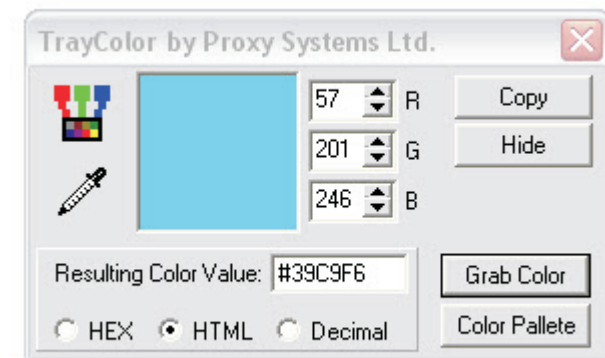 TrayColor by Proxy Systems Ltd.
57 R Copy
201 G Hide
246 B
Resulting Color Value: #39C9F6 Grab Color
HEX HTML Decimal Color Pallete